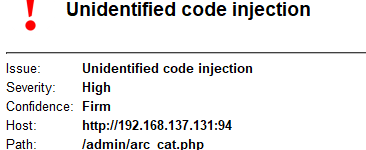 Unidentified code injection
Issue: Unidentified code injection
Severity: High
Confidence: Firm
Host: http://192.168.137.131:94
Path: /admin/arc_cat.php